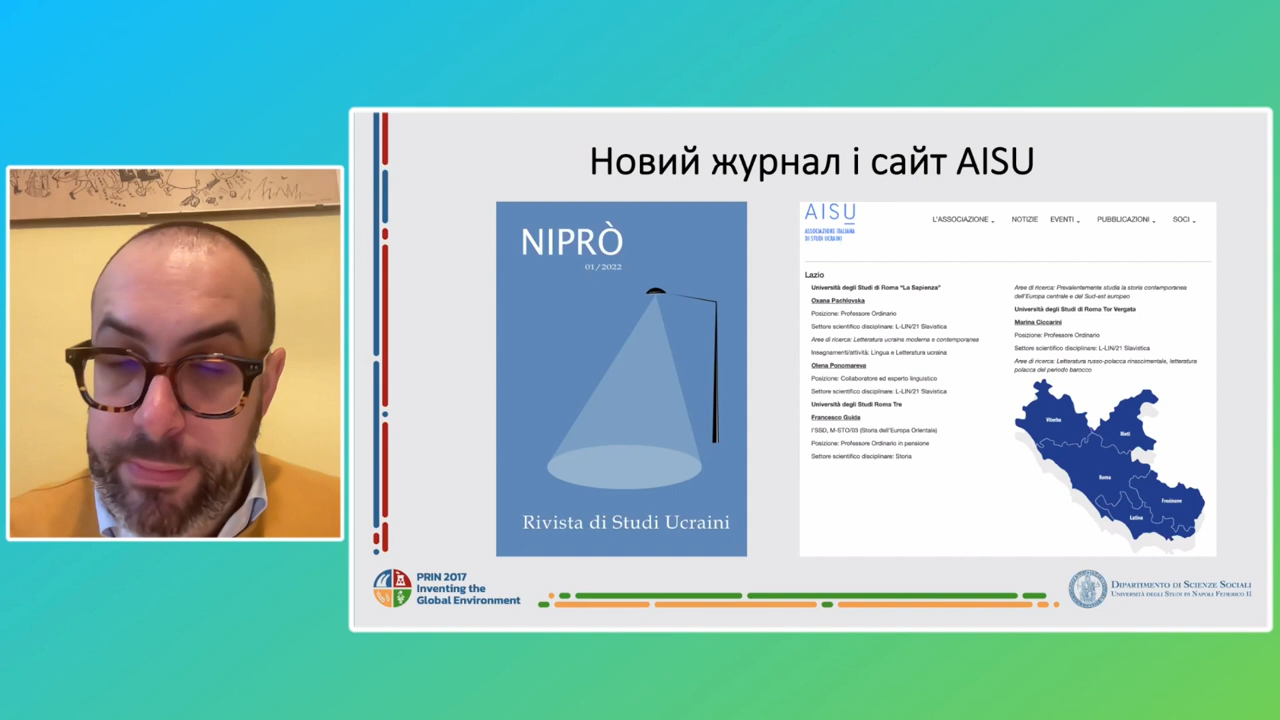 Новий журнал і сайт AISU
NIPRÒ
01/2022
Rivista di Studi Ucraini
AISU
ASSOCIAZIONE ITALIANA
DI STUDI UCRAINI
L'ASSOCIAZIONE
NOTIZIE
EVENTI
PUBBLICAZIONI
SOCI
Lazio
Università degli Studi di Roma "La Sapienza"
Oxana Pachlovska
Posizione: Professore Ordinario
Settore scientifico disciplinare: L-LIN/21 Slavistica
Aree di ricerca: Letteratura ucraina moderna e contemporanea
Insegnamenti/attività: Lingua e Letteratura ucraina
Olena Ponomareva
Posizione: Collaboratore ed esperto linguistico
Settore scientifico disciplinare: L-LIN/21 Slavistica
Università degli Studi Roma Tre
Francesco Guida
l'SSD, M-STO/03 (Storia dell'Europa Orientale)
Posizione: Professore Ordinario in pensione
Settore scientifico disciplinare: Storia
Aree di ricerca: Prevalentemente studia la storia contemporanea
dell'Europa centrale e del Sud-est europeo
Università degli Studi di Roma Tor Vergata
Marina Ciccarini
Posizione: Professore Ordinario
Settore scientifico disciplinare: L-LIN/21 Slavistica
Aree di ricerca: Letteratura russo-polacca rinascimentale, letteratura
polacca del periodo barocco
Viterbo
Rieti
Roma
Frosinone
Latina
PRIN 2017
Inventing the
Global Environment
Dipartimento di Scienze Sociali
Università degli Studi di Napoli Federico II